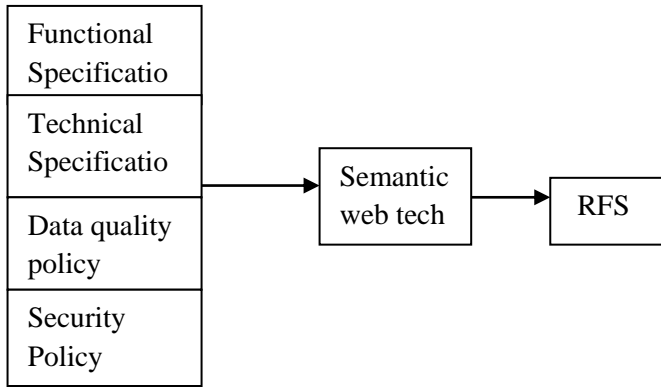 Functional
Specificatio
Technical
Specificatio
Data quality
policy
Security
Policy
Semantic
web tech
RFS